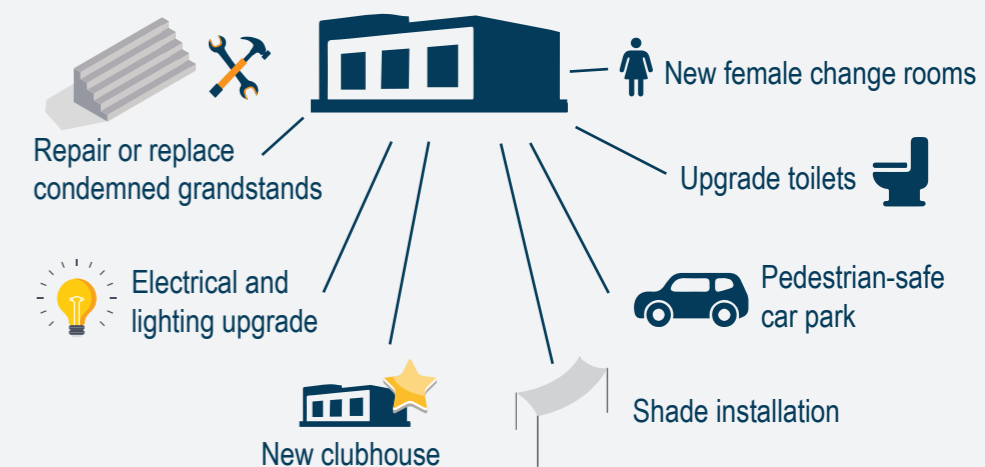 New female change rooms
Repair or replace
condemned grandstands
Upgrade toilets
Electrical and
lighting upgrade
Pedestrian-safe
car park
New clubhouse
Shade installation